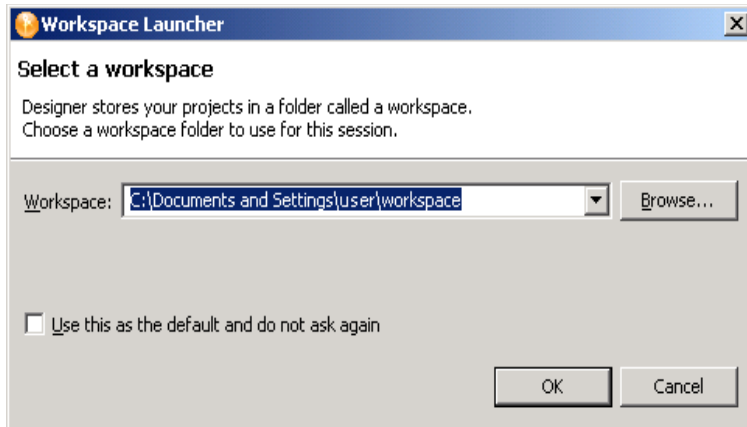 Workspace Launcher
Select a workspace
Designer stores your projects in a folder called a workspace.
Choose a workspace folder to use for this session.
Workspace: C:\Documents and Settings\user\workspace Browse...
Use this as the default and do not ask again
OK Cancel